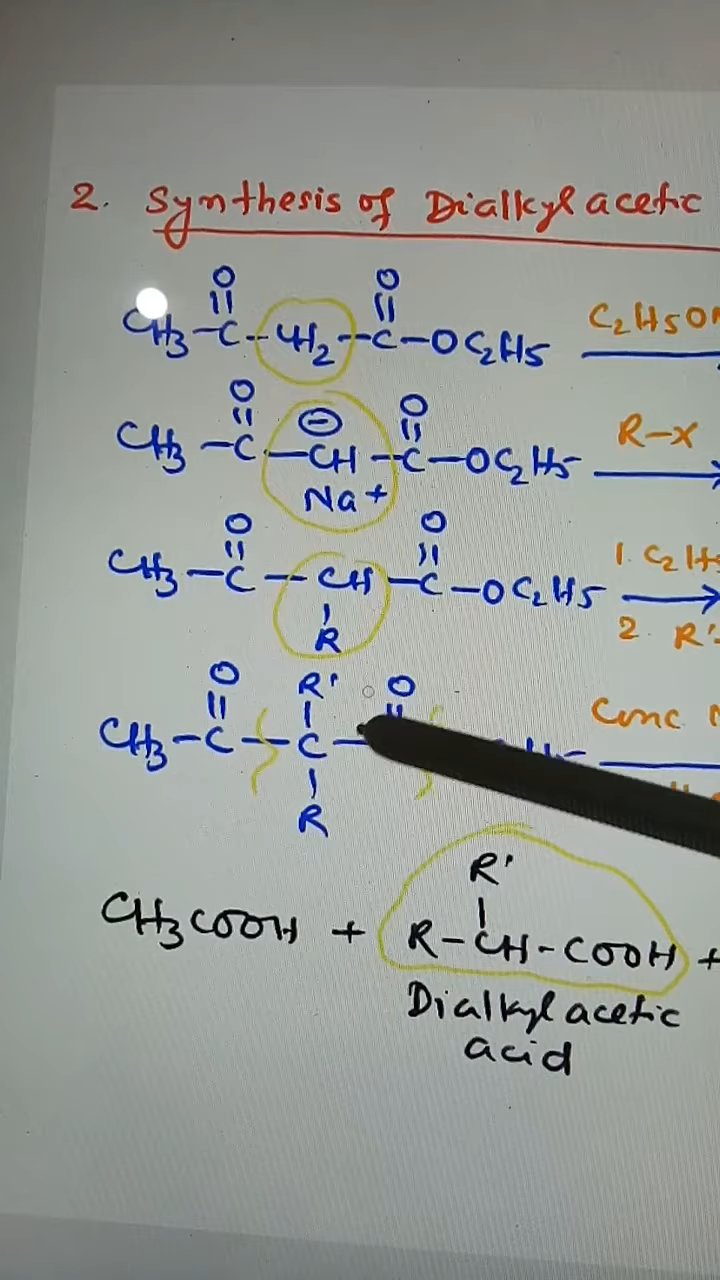 2. Synthesis of Dialkyl acetic
O O
CH3-C-CH2-C-OC2H5 C2H5O
O ⊖ O
CH3-C-CH-C-OC2H5 R-X
Na+
O O
CH3-C-CH-C-OC2H5 1. C2H5
R 2. R'
O R' O
CH3-C-C- Conc
R
R'
CH3COOH + R-CH-COOH +
Dialkyl acetic
acid